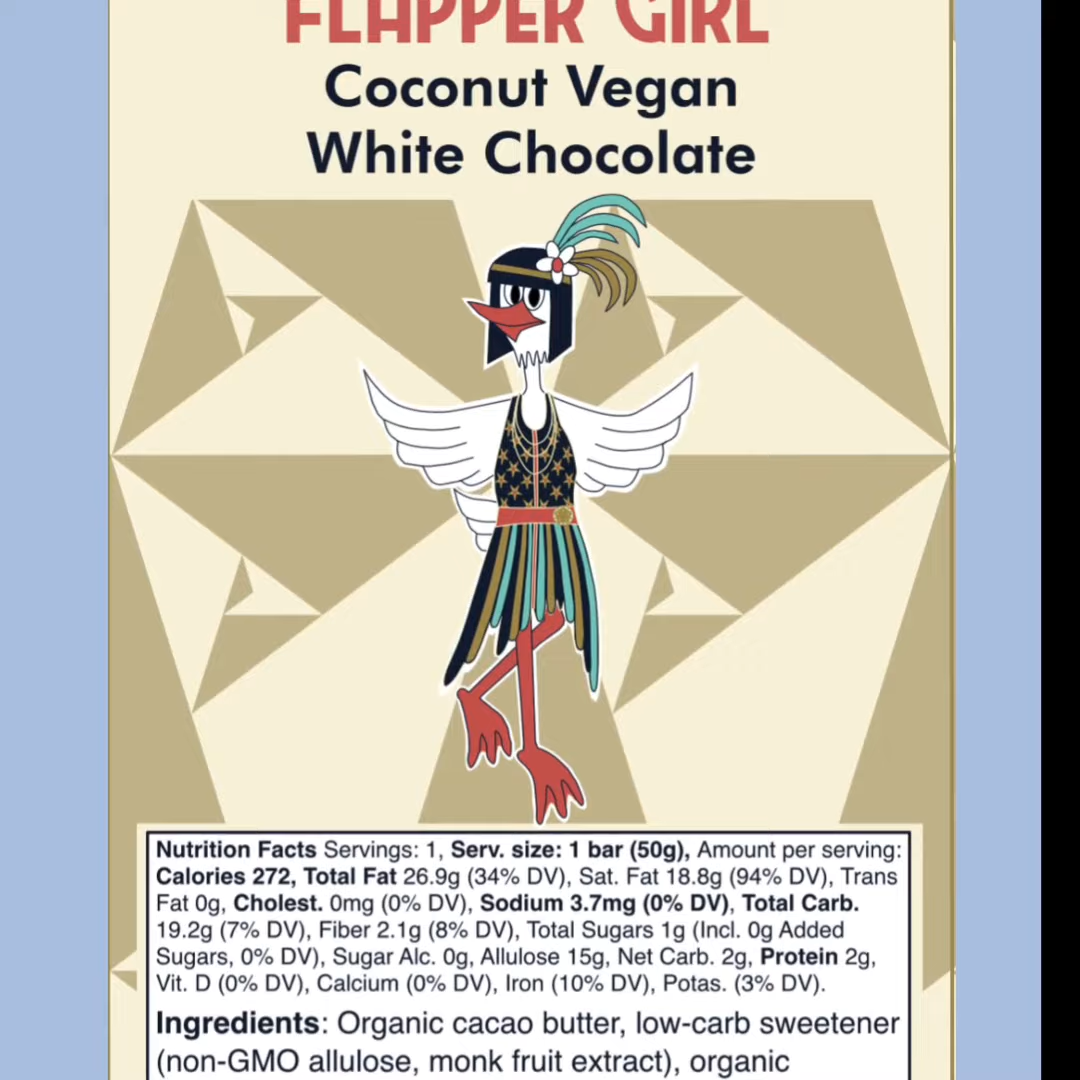 FLAPPER GIRL
Coconut Vegan
White Chocolate
Nutrition Facts Servings: 1, Serv. size: 1 bar (50g), Amount per serving:
Calories 272, Total Fat 26.9g (34% DV), Sat. Fat 18.8g (94% DV), Trans
Fat 0g, Cholest. 0mg (0% DV), Sodium 3.7mg (0% DV), Total Carb.
19.2g (7% DV), Fiber 2.1g (8% DV), Total Sugars 1g (Incl. 0g Added
Sugars, 0% DV), Sugar Alc. 0g, Allulose 15g, Net Carb. 2g, Protein 2g,
Vit. D (0% DV), Calcium (0% DV), Iron (10% DV), Potas. (3% DV).
Ingredients: Organic cacao butter, low-carb sweetener
(non-GMO allulose, monk fruit extract), organic